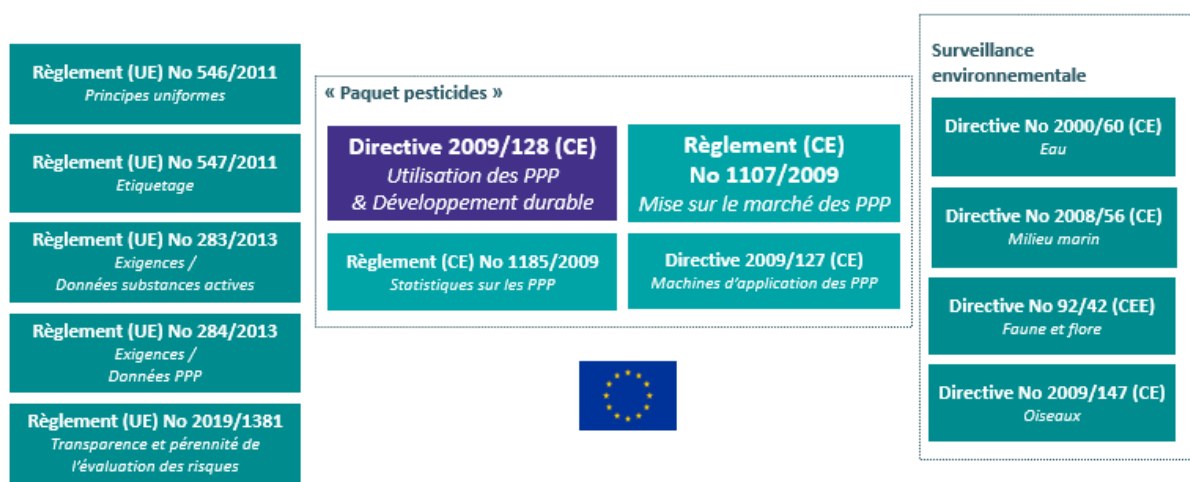 Règlement (UE) No 546/2011
Principes uniformes
Règlement (UE) No 547/2011
Etiquetage
Règlement (UE) No 283/2013
Exigences /
Données substances actives
Règlement (UE) No 284/2013
Exigences /
Données PPP
Règlement (UE) No 2019/1381
Transparence et pérennité de
l’évaluation des risques
« Paquet pesticides »
Directive 2009/128 (CE)
Utilisation des PPP
& Développement durable
Règlement (CE)
No 1107/2009
Mise sur le marché des PPP
Règlement (CE) No 1185/2009
Statistiques sur les PPP
Directive 2009/127 (CE)
Machines d’application des PPP
Surveillance
environnementale
Directive No 2000/60 (CE)
Eau
Directive No 2008/56 (CE)
Milieu marin
Directive No 92/42 (CEE)
Faune et flore
Directive No 2009/147 (CE)
Oiseaux